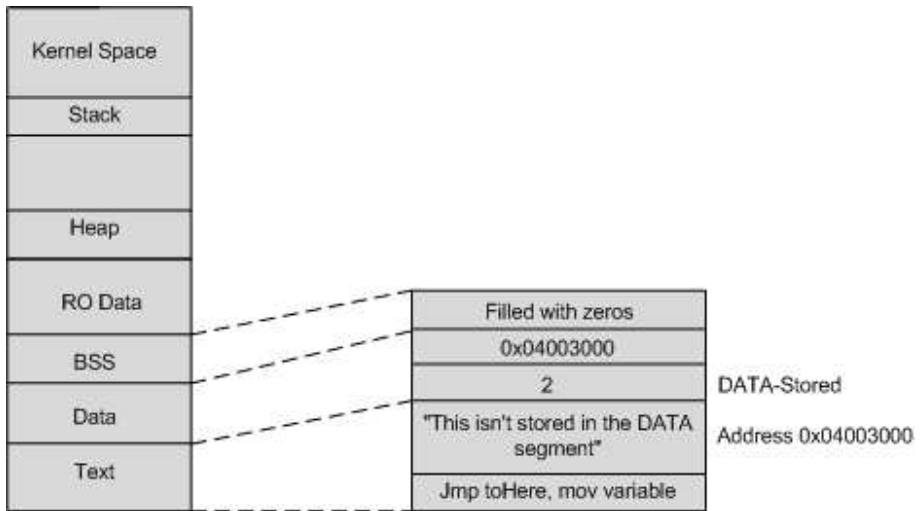 Kernel Space
Stack
Heap
RO Data
BSS
Data
Text
Filled with zeros
0x04003000
2
DATA-Stored
"This isn't stored in the DATA
segment"
Address 0x04003000
Jmp toHere, mov variable